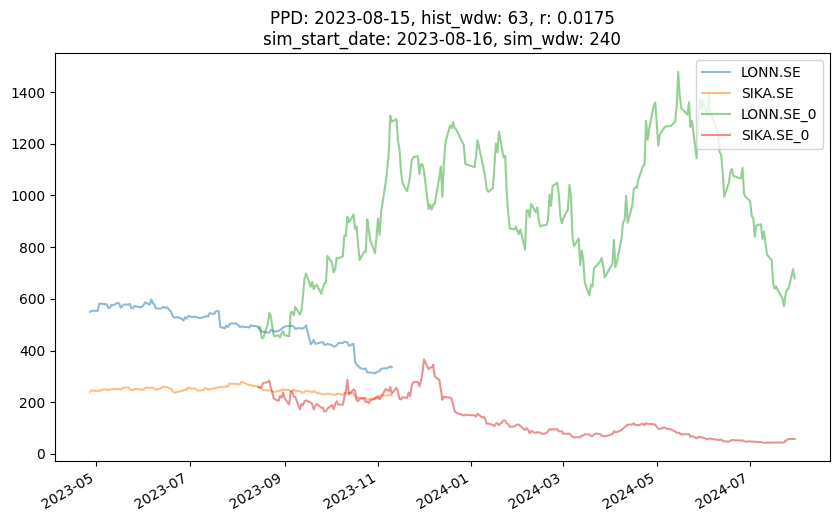 PPD: 2023-08-15, hist_wdw: 63, r: 0.0175
sim_start_date: 2023-08-16, sim_wdw: 240
LONN.SE
SIKA.SE
LONN.SE_0
SIKA.SE_0
1400
1200
1000
800
600
400
200
0
2023-05
2023-07
2023-09
2023-11
2024-01
2024-03
2024-05
2024-07